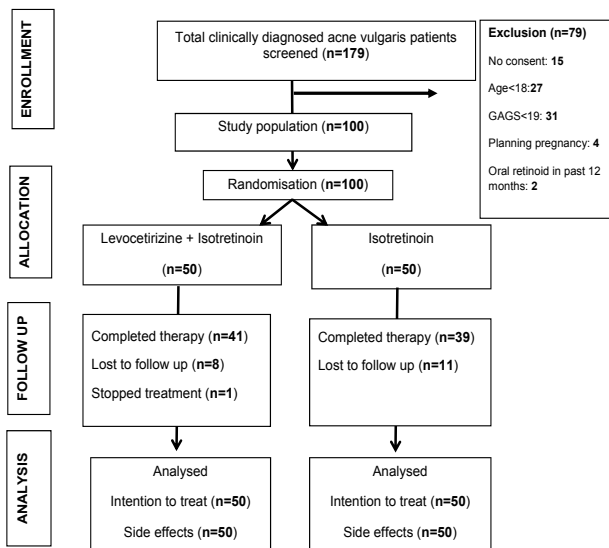 ENROLLMENT
Total clinically diagnosed acne vulgaris patients
screened (n=179)
Exclusion (n=79)
No consent: 15
Age<18:27
GAGS<19: 31
Planning pregnancy: 4
Oral retinoid in past 12
months: 2
Study population (n=100)
ALLOCATION
Randomisation (n=100)
Levocetirizine + Isotretinoin
(n=50)
Isotretinoin
(n=50)
FOLLOW UP
Completed therapy (n=41)
Lost to follow up (n=8)
Stopped treatment (n=1)
Completed therapy (n=39)
Lost to follow up (n=11)
ANALYSIS
Analysed
Intention to treat (n=50)
Side effects (n=50)
Analysed
Intention to treat (n=50)
Side effects (n=50)